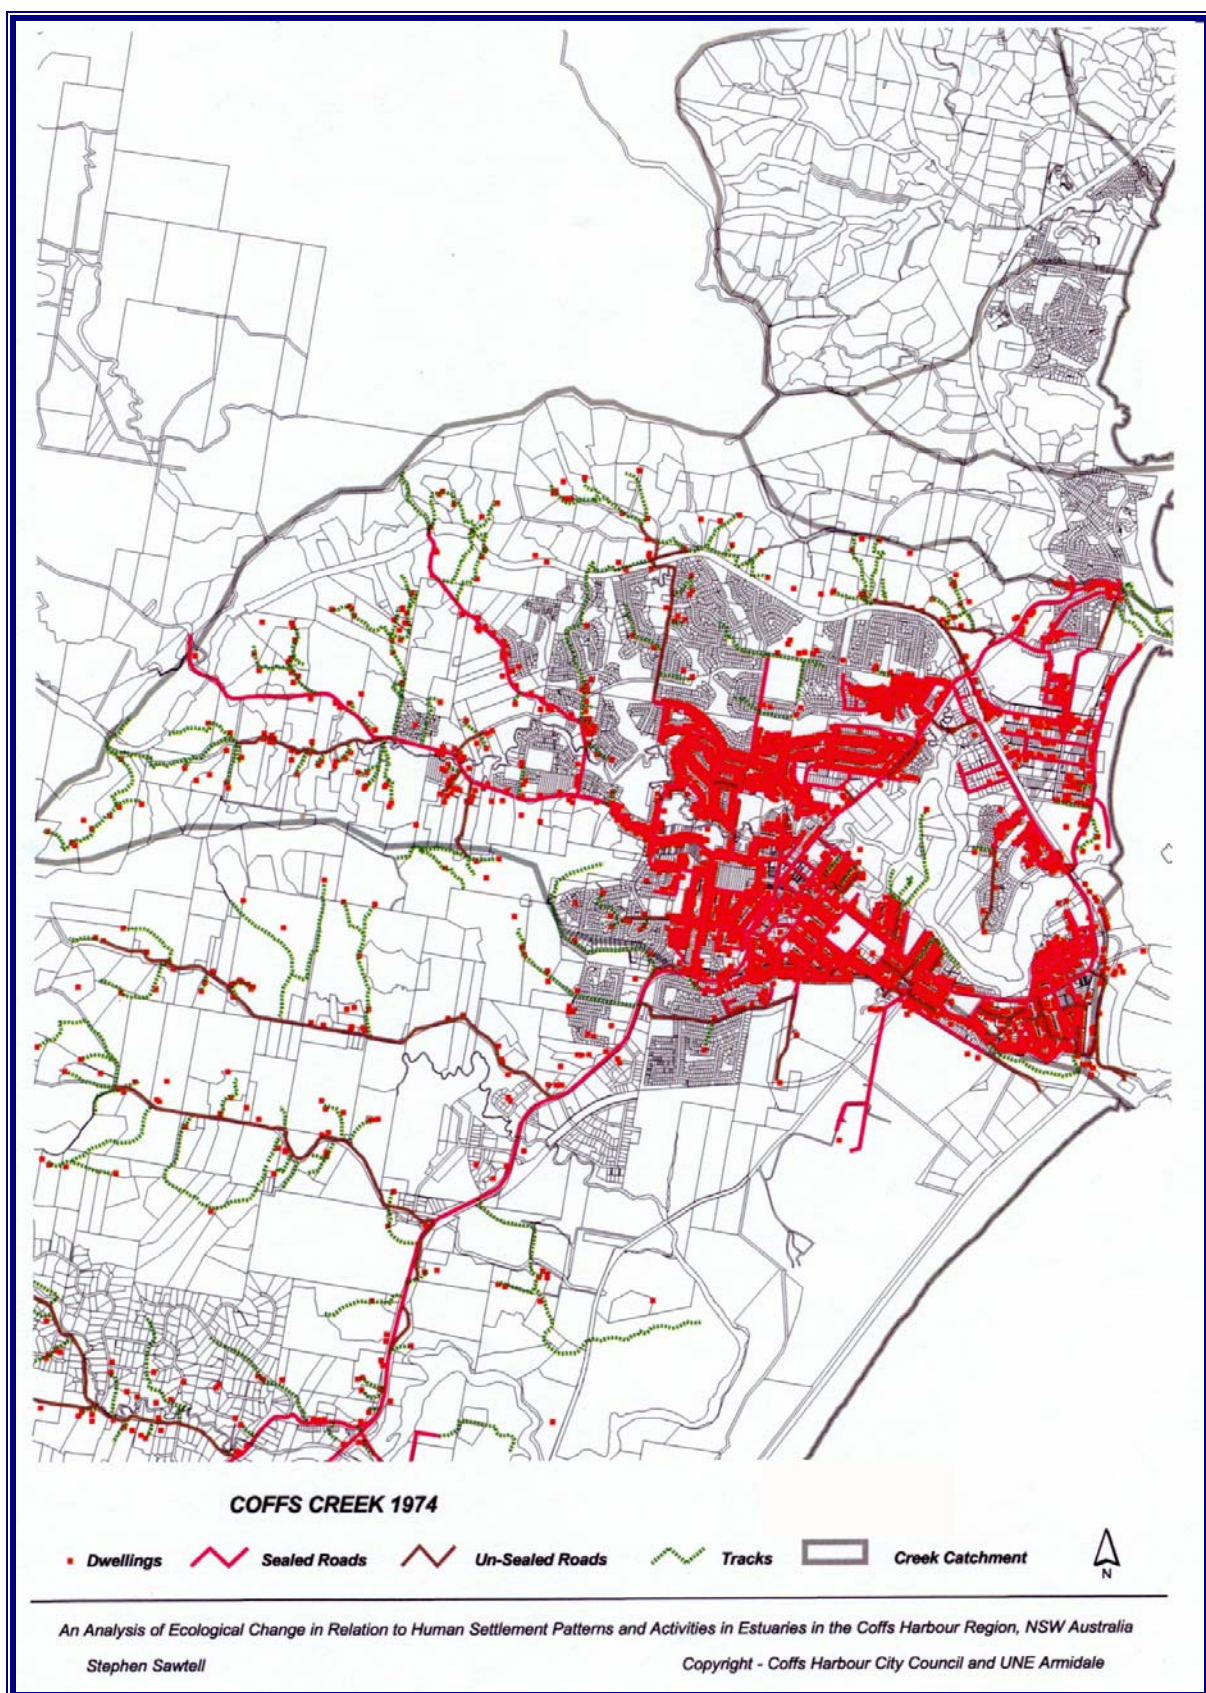 COFFS CREEK 1974
Dwellings Sealed Roads Un-Sealed Roads Tracks Creek Catchment N
An Analysis of Ecological Change in Relation to Human Settlement Patterns and Activities in Estuaries in the Coffs Harbour Region, NSW Australia
Stephen Sawtell Copyright - Coffs Harbour City Council and UNE Armidale